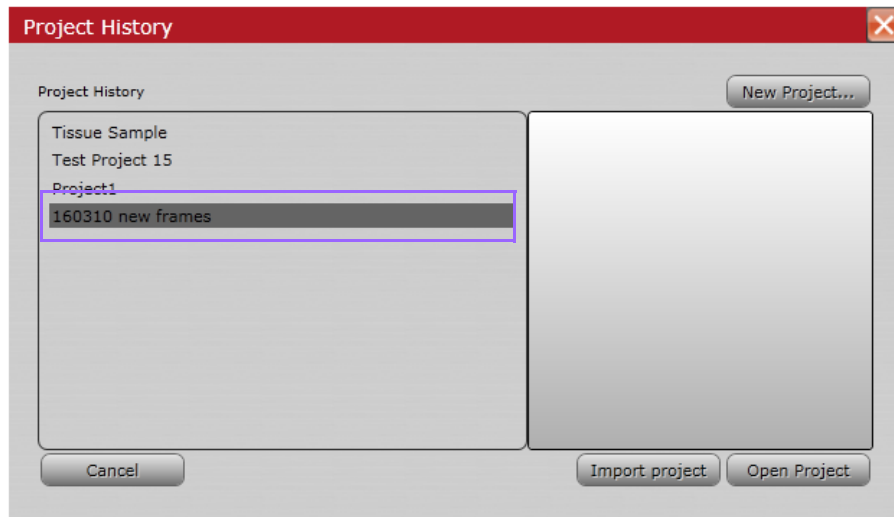 Project History
Project History
New Project...
Tissue Sample
Test Project 15
Project1
160310 new frames
Cancel
Import project
Open Project